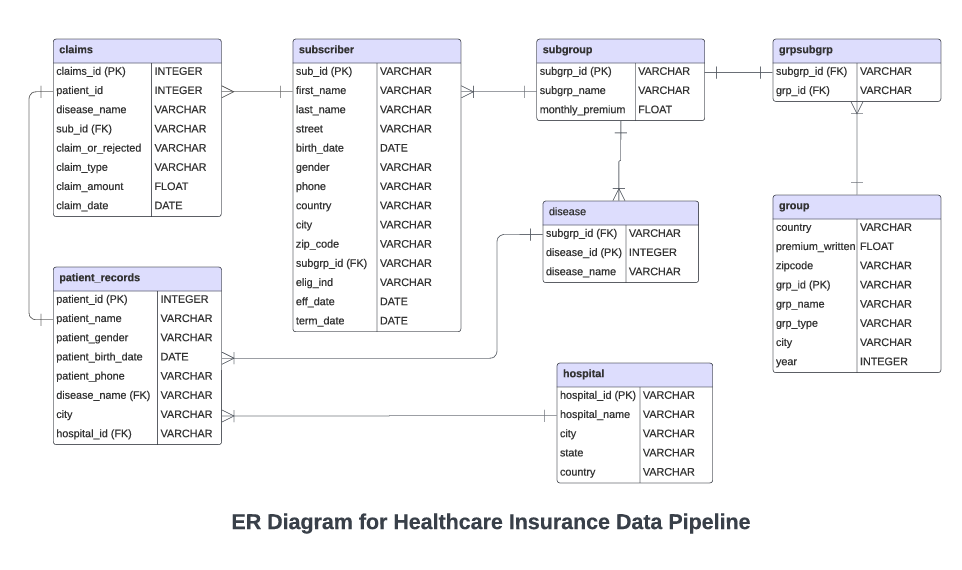 claims
claims_id (PK) INTEGER
patient_id INTEGER
disease_name VARCHAR
sub_id (FK) VARCHAR
claim_or_rejected VARCHAR
claim_type VARCHAR
claim_amount FLOAT
claim_date DATE
subscriber
sub_id (PK) VARCHAR
first_name VARCHAR
last_name VARCHAR
street VARCHAR
birth_date DATE
gender VARCHAR
phone VARCHAR
country VARCHAR
city VARCHAR
zip_code VARCHAR
subgrp_id (FK) VARCHAR
elig_ind VARCHAR
eff_date DATE
term_date DATE
subgroup
subgrp_id (PK) VARCHAR
subgrp_name VARCHAR
monthly_premium FLOAT
grpsubgrp
subgrp_id (FK) VARCHAR
grp_id (FK) VARCHAR
disease
subgrp_id (FK) VARCHAR
disease_id (PK) INTEGER
disease_name VARCHAR
group
country VARCHAR
premium_written FLOAT
zipcode VARCHAR
grp_id (PK) VARCHAR
grp_name VARCHAR
grp_type VARCHAR
city VARCHAR
year INTEGER
patient_records
patient_id (PK) INTEGER
patient_name VARCHAR
patient_gender VARCHAR
patient_birth_date DATE
patient_phone VARCHAR
disease_name (FK) VARCHAR
city VARCHAR
hospital_id (FK) VARCHAR
hospital
hospital_id (PK) VARCHAR
hospital_name VARCHAR
city VARCHAR
state VARCHAR
country VARCHAR
ER Diagram for Healthcare Insurance Data Pipeline